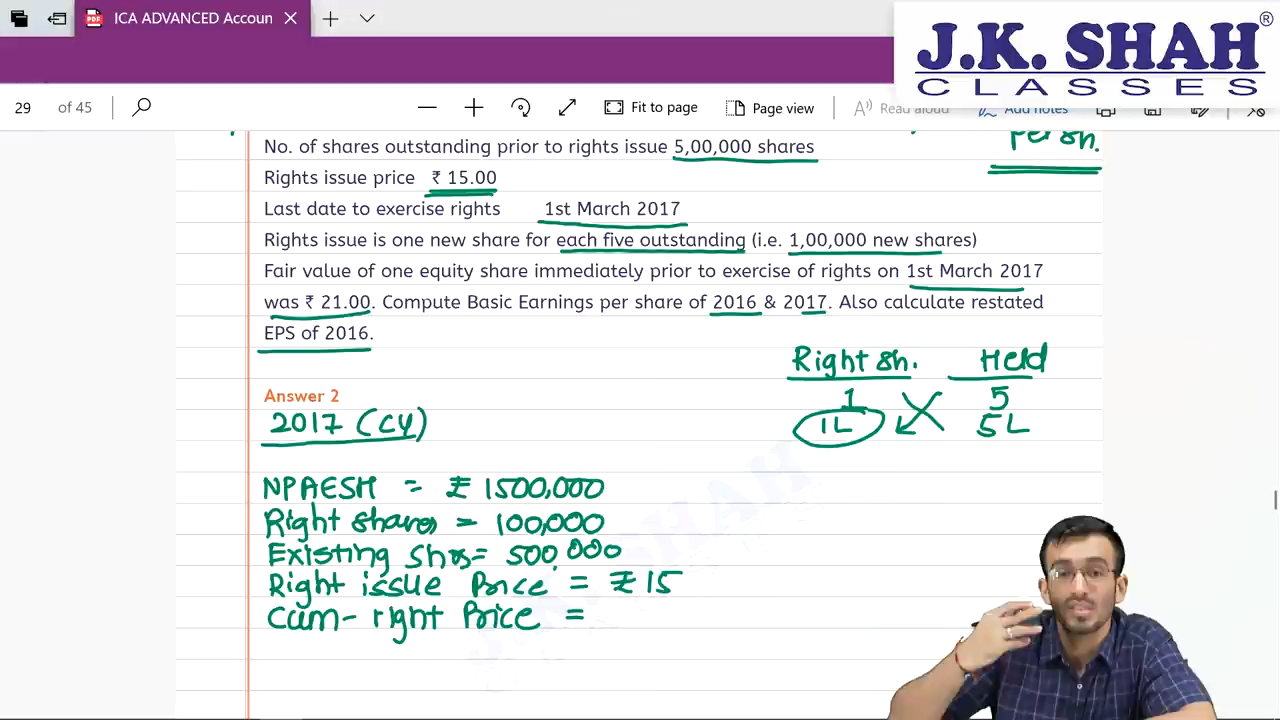 ICA ADVANCED Accoun
J.K. SHAH®
CLASSES
29 of 45
Fit to page
Page view
Read aloud
Add notes
per sh.
No. of shares outstanding prior to rights issue 5,00,000 shares
Rights issue price ₹ 15.00
Last date to exercise rights 1st March 2017
Rights issue is one new share for each five outstanding (i.e. 1,00,000 new shares)
Fair value of one equity share immediately prior to exercise of rights on 1st March 2017
was ₹ 21.00. Compute Basic Earnings per share of 2016 & 2017. Also calculate restated
EPS of 2016.
Right sh. Held
1 5
1L 5L
Answer 2
2017 (CY)
NPAESH = ₹ 1500,000
Right shares = 100,000
Existing shrs = 500,000
Right issue Price = ₹15
Cum-right Price =